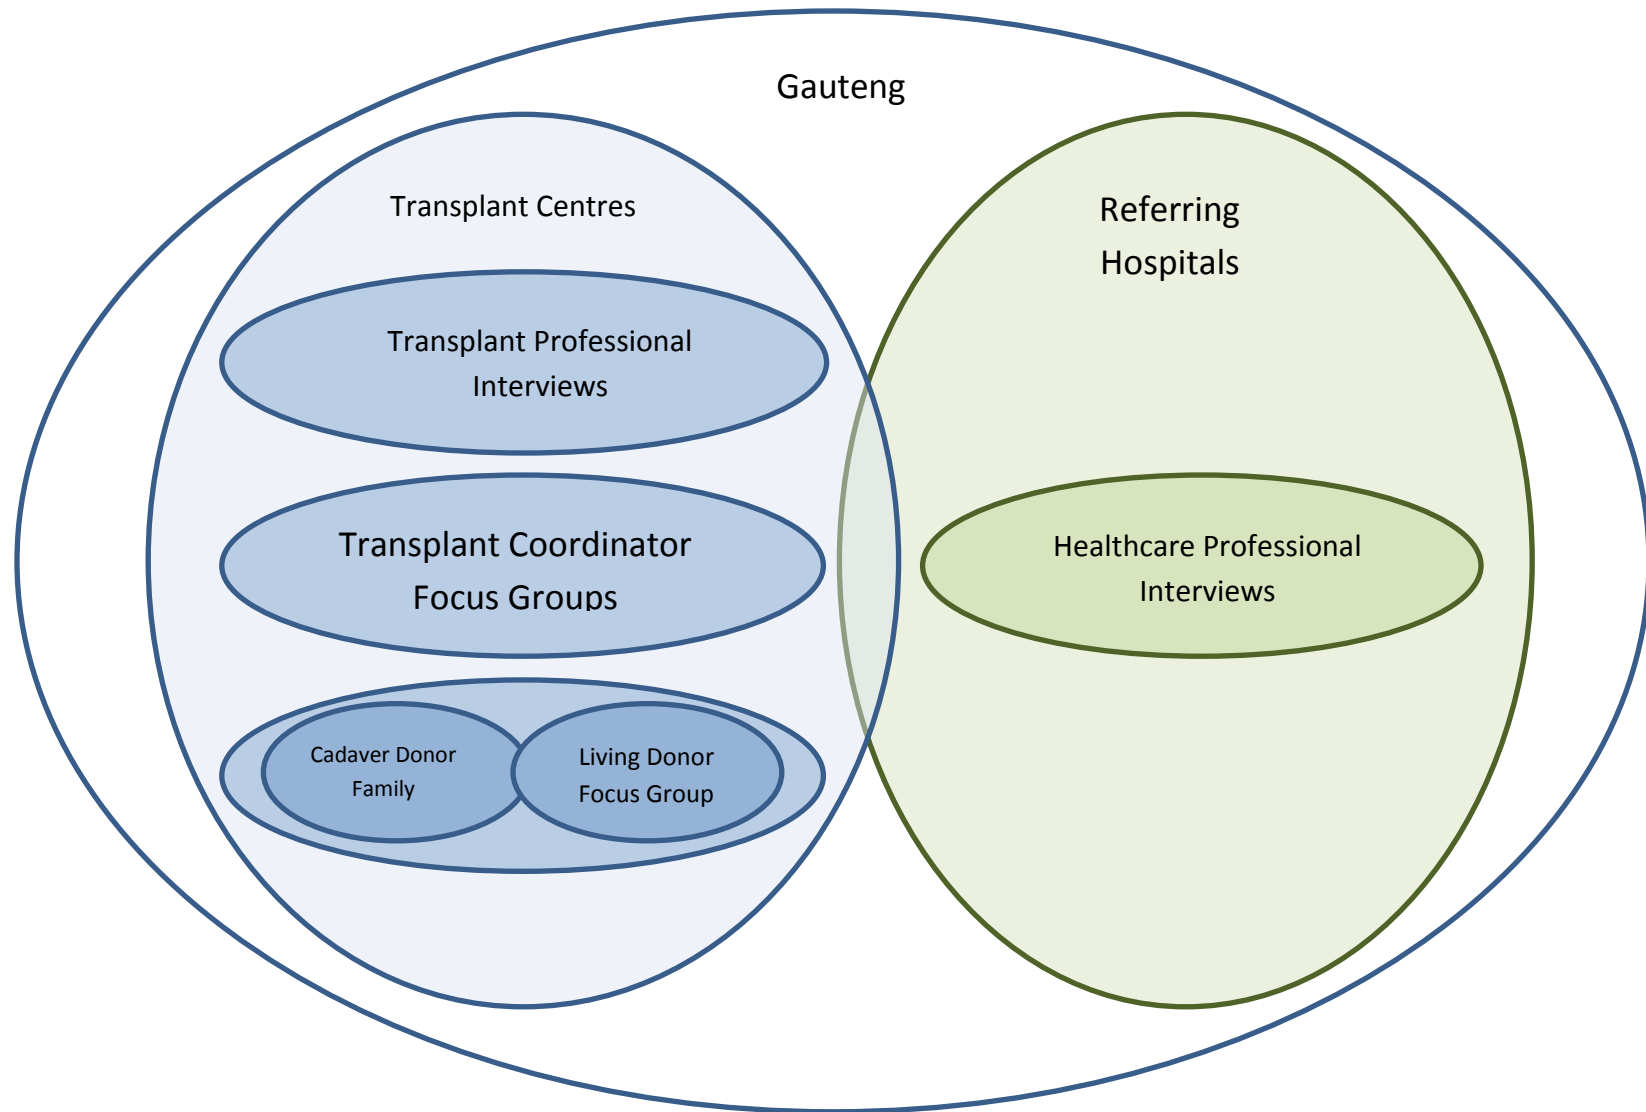 Gauteng
Transplant Centres
Transplant Professional
Interviews
Transplant Coordinator
Focus Groups
Cadaver Donor
Family
Living Donor
Focus Group
Referring
Hospitals
Healthcare Professional
Interviews